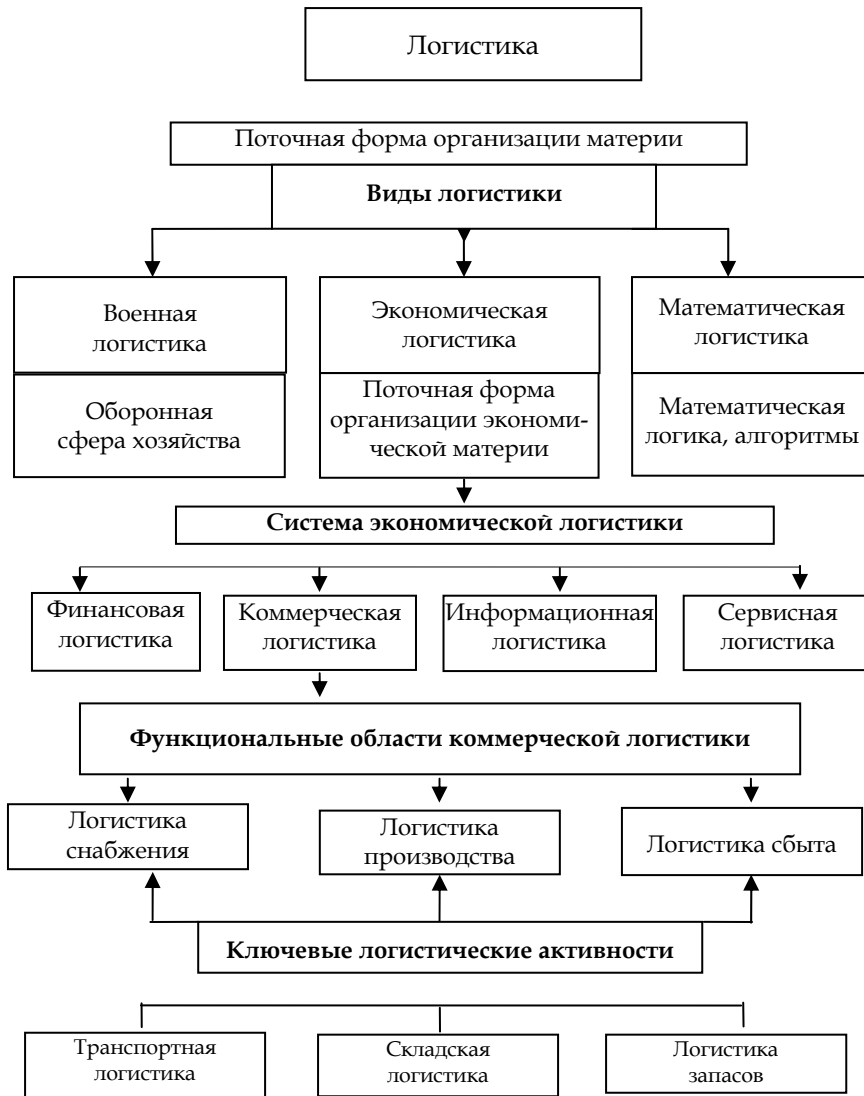 Логистика
Поточная форма организации материи
Виды логистики
Военная
логистика
Экономическая
логистика
Математическая
логистика
Оборонная
сфера хозяйства
Поточная форма
организации экономи-
ческой материи
Математическая
логика, алгоритмы
Система экономической логистики
Финансовая
логистика
Коммерческая
логистика
Информационная
логистика
Сервисная
логистика
Функциональные области коммерческой логистики
Логистика
снабжения
Логистика
производства
Логистика сбыта
Ключевые логистические активности
Транспортная
логистика
Складская
логистика
Логистика
запасов